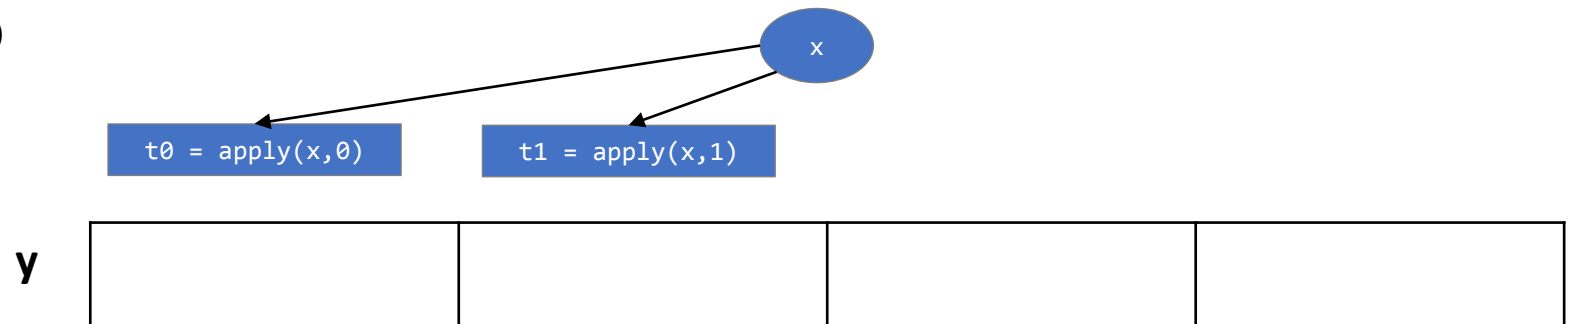 )
x
t0 = apply(x,0)
t1 = apply(x,1)
y